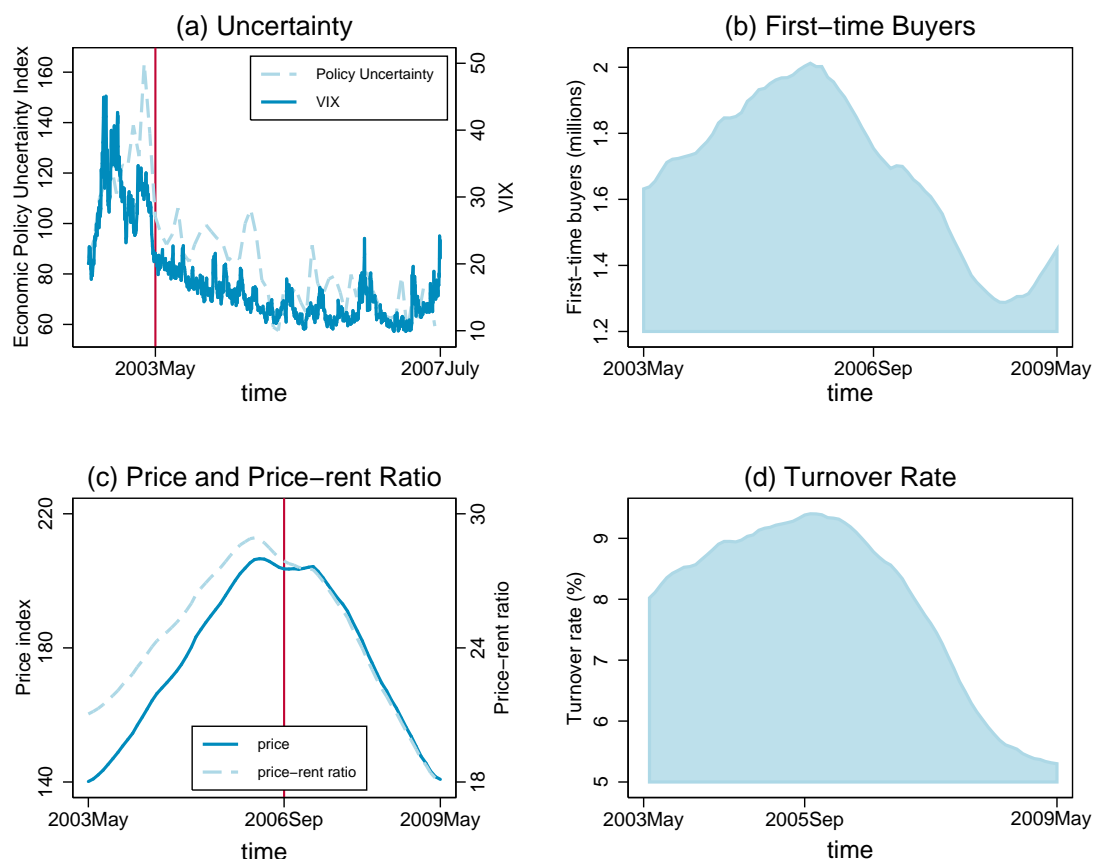 (a) Uncertainty
Economic Policy Uncertainty Index
160
140
120
100
80
60
Policy Uncertainty
VIX
50
40
30
20
10
VIX
2003May
2007July
time
(b) First−time Buyers
First−time buyers (millions)
2
1.8
1.6
1.4
1.2
2003May
2006Sep
2009May
time
(c) Price and Price−rent Ratio
Price index
220
180
140
price
price−rent ratio
30
24
18
Price−rent ratio
2003May
2006Sep
2009May
time
(d) Turnover Rate
Turnover rate (%)
9
8
7
6
5
2003May
2005Sep
2009May
time